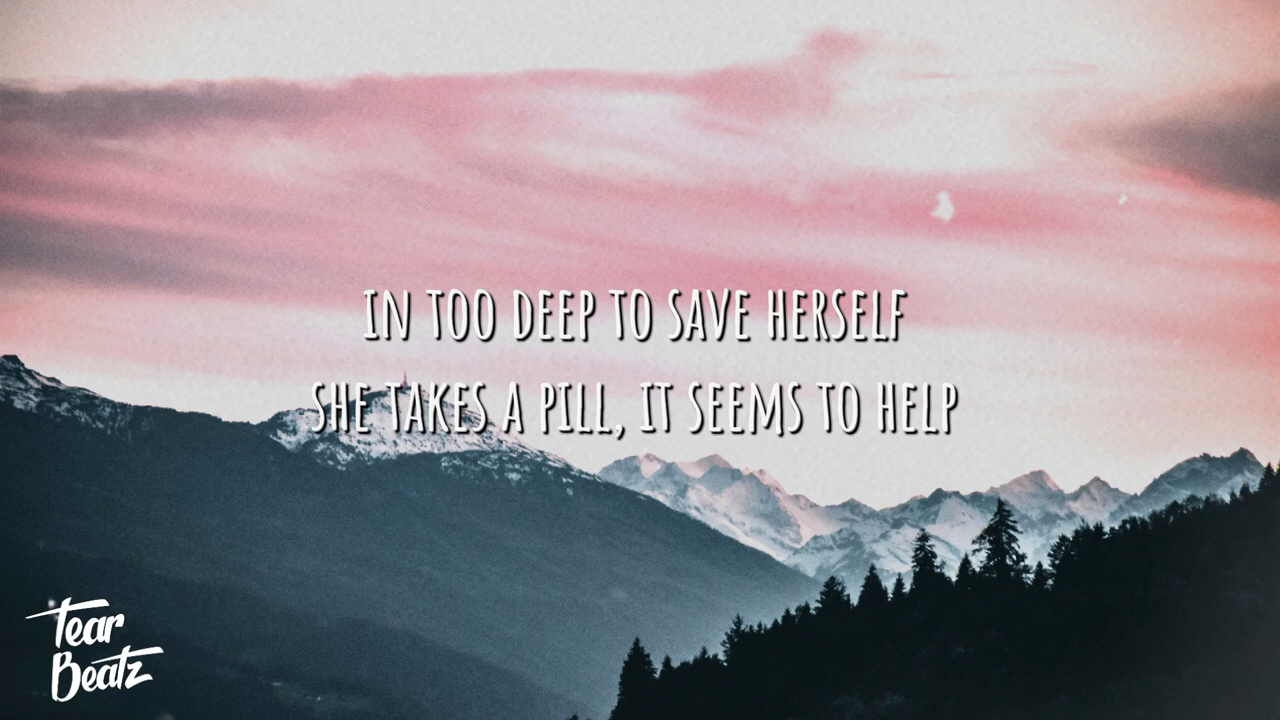 IN TOO DEEP TO SAVE HERSELF
SHE TAKES A PILL, IT SEEMS TO HELP
Tear
Beatz